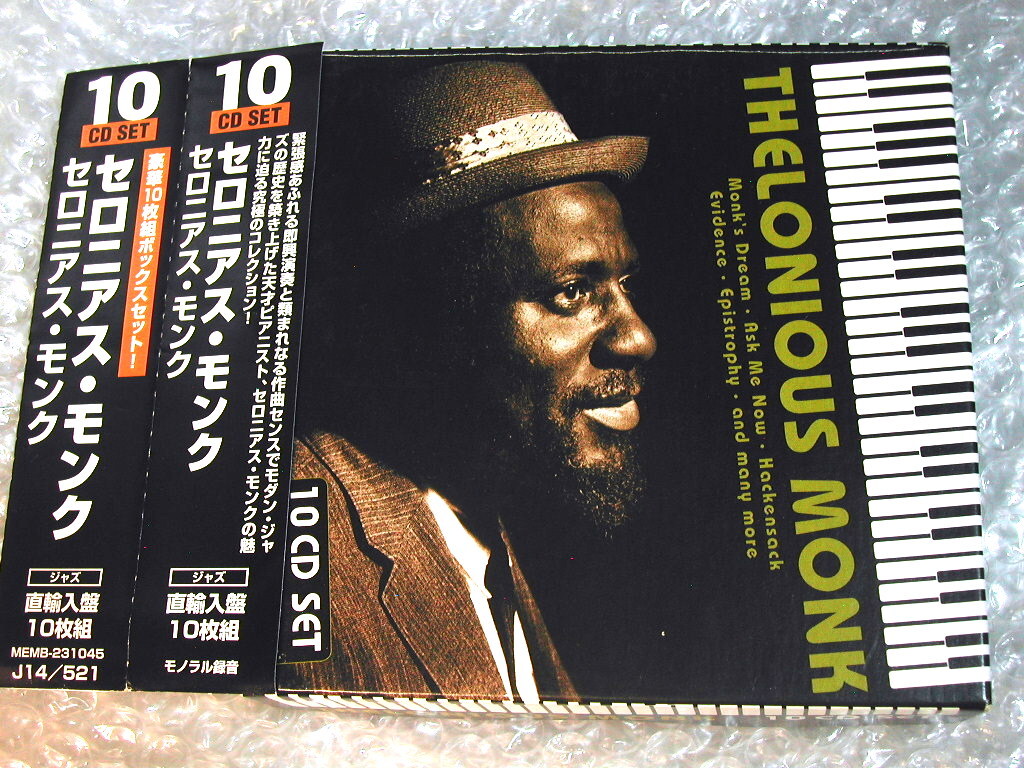 10
CD SET
豪華10枚組ボックスセット!
セロニアス・モンク
セロニアス・モンク
ジャズ
直輸入盤
10枚組
MEMB-231045
J14/521
10
CD SET
緊張感あふれる即興演奏と類まれなる作曲センスでモダン・ジャ
ズの歴史を築き上げた天才ピアニスト、セロニアス・モンクの魅
力に迫る究極のコレクション!
セロニアス・モンク
セロニアス・モンク
ジャズ
直輸入盤
10枚組
モノラル録音
10 CD SET
THELONIOUS MONK
Monk's Dream · Ask Me Now · Hackensack
Evidence · Epistrophy · and many more